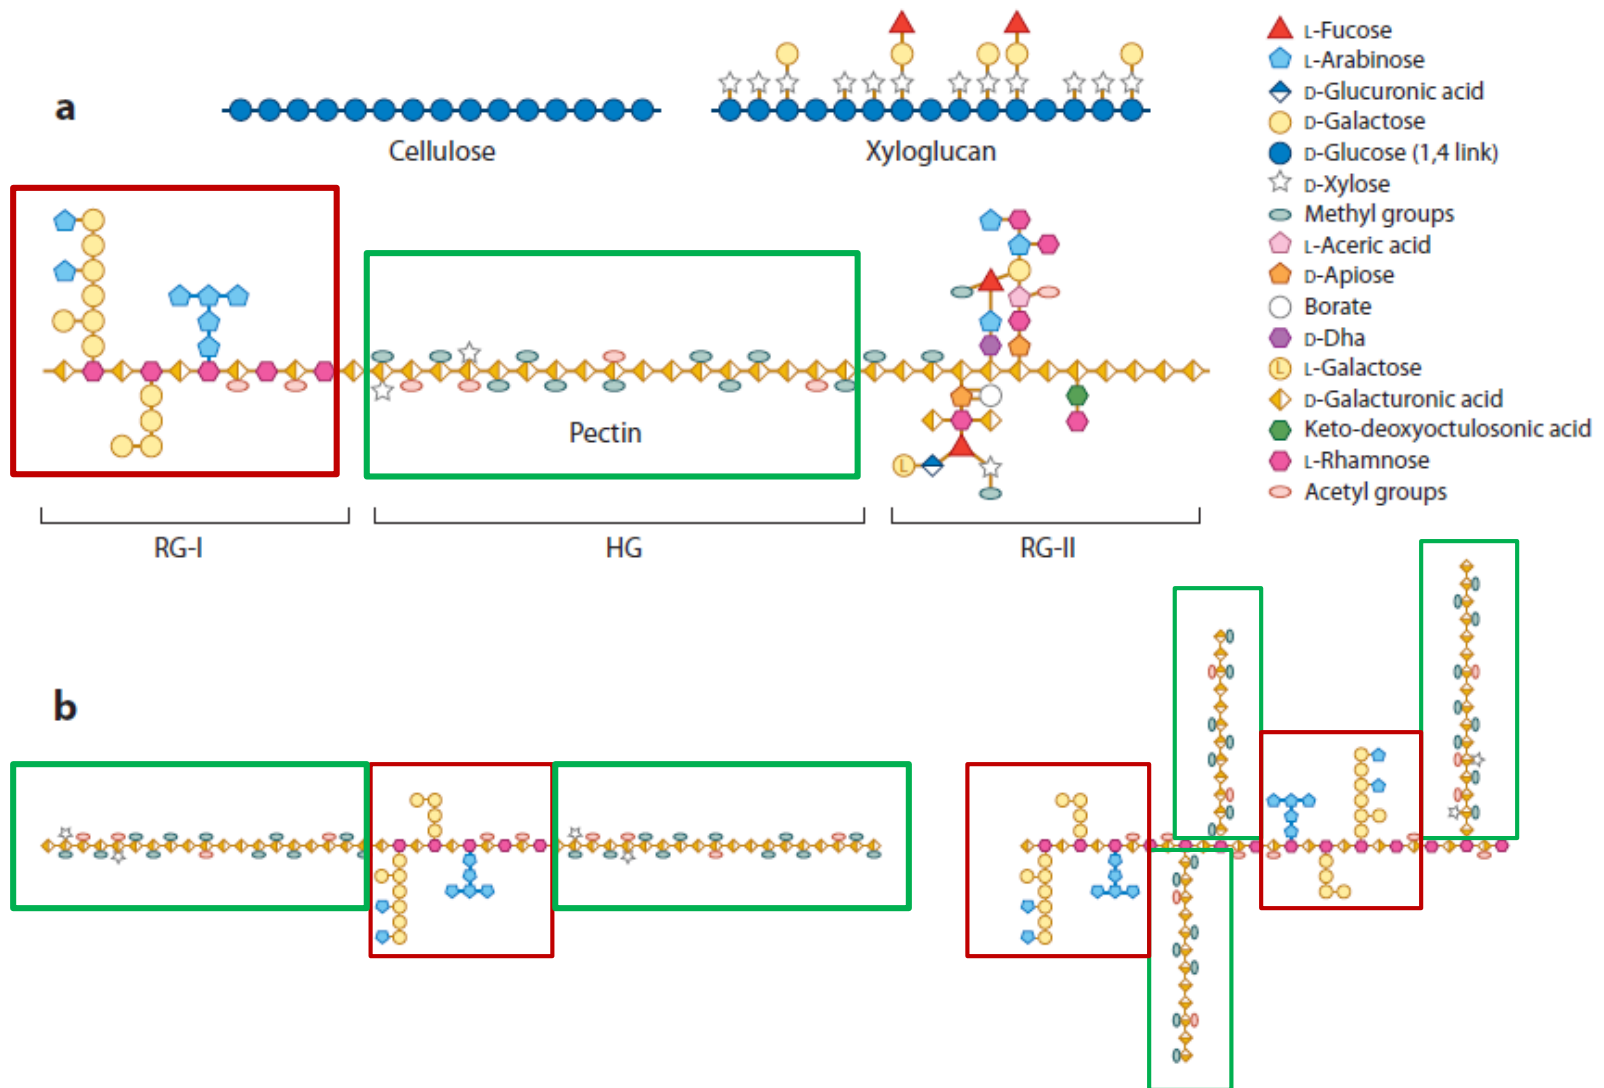 a
Cellulose
Xyloglucan
L-Fucose
L-Arabinose
D-Glucuronic acid
D-Galactose
D-Glucose (1,4 link)
D-Xylose
Methyl groups
L-Aceric acid
D-Apiose
Borate
D-Dha
L L-Galactose
D-Galacturonic acid
Keto-deoxyoctulosonic acid
L-Rhamnose
Acetyl groups
Pectin
L
RG-I
HG
RG-II
b